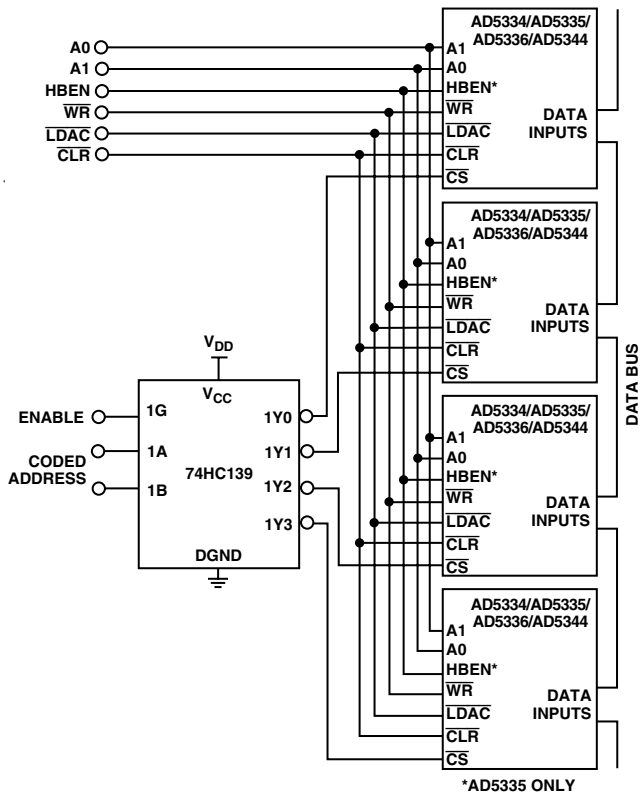 A0
A1
HBEN
WR
LDAC
CLR
AD5334/AD5335/
AD5336/AD5344
A1
A0
HBEN*
WR
LDAC
CLR
CS
DATA
INPUTS
AD5334/AD5335/
AD5336/AD5344
A1
A0
HBEN*
WR
LDAC
CLR
CS
DATA
INPUTS
VDD
VCC
ENABLE
CODED
ADDRESS
1G
1A
1B
74HC139
1Y0
1Y1
1Y2
1Y3
DGND
AD5334/AD5335/
AD5336/AD5344
A1
A0
HBEN*
WR
LDAC
CLR
CS
DATA
INPUTS
DATA BUS
AD5334/AD5335/
AD5336/AD5344
A1
A0
HBEN*
WR
LDAC
CLR
CS
DATA
INPUTS
*AD5335 ONLY